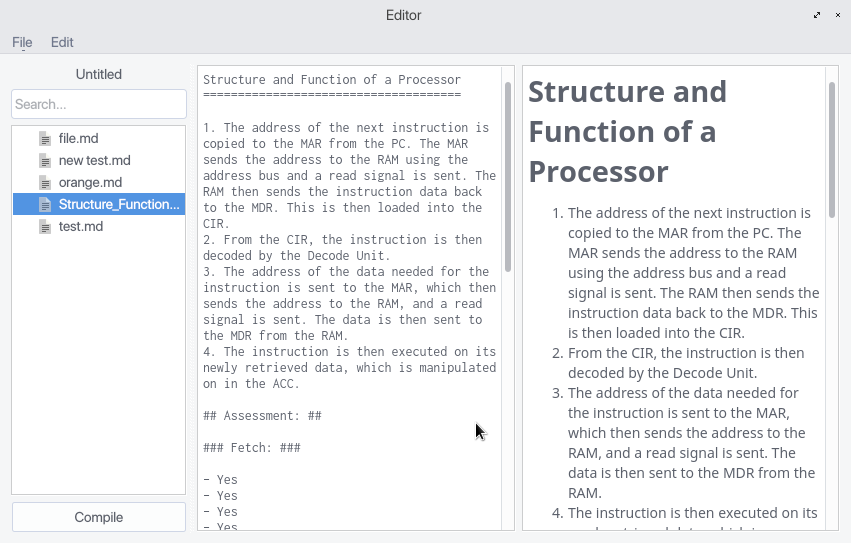 Editor
File Edit
Untitled
Search...
file.md
new test.md
orange.md
Structure_Function...
test.md
Compile
Structure and Function of a Processor
=====================================
1. The address of the next instruction is
copied to the MAR from the PC. The MAR
sends the address to the RAM using the
address bus and a read signal is sent. The
RAM then sends the instruction data back
to the MDR. This is then loaded into the
CIR.
2. From the CIR, the instruction is then
decoded by the Decode Unit.
3. The address of the data needed for the
instruction is sent to the MAR, which then
sends the address to the RAM, and a read
signal is sent. The data is then sent to
the MDR from the RAM.
4. The instruction is then executed on its
newly retrieved data, which is manipulated
on in the ACC.
## Assessment: ##
### Fetch: ###
- Yes
- Yes
- Yes
- Yes
Structure and
Function of a
Processor
1. The address of the next instruction is
copied to the MAR from the PC. The
MAR sends the address to the RAM
using the address bus and a read
signal is sent. The RAM then sends the
instruction data back to the MDR. This
is then loaded into the CIR.
2. From the CIR, the instruction is then
decoded by the Decode Unit.
3. The address of the data needed for
the instruction is sent to the MAR,
which then sends the address to the
RAM, and a read signal is sent. The
data is then sent to the MDR from the
RAM.
4. The instruction is then executed on its